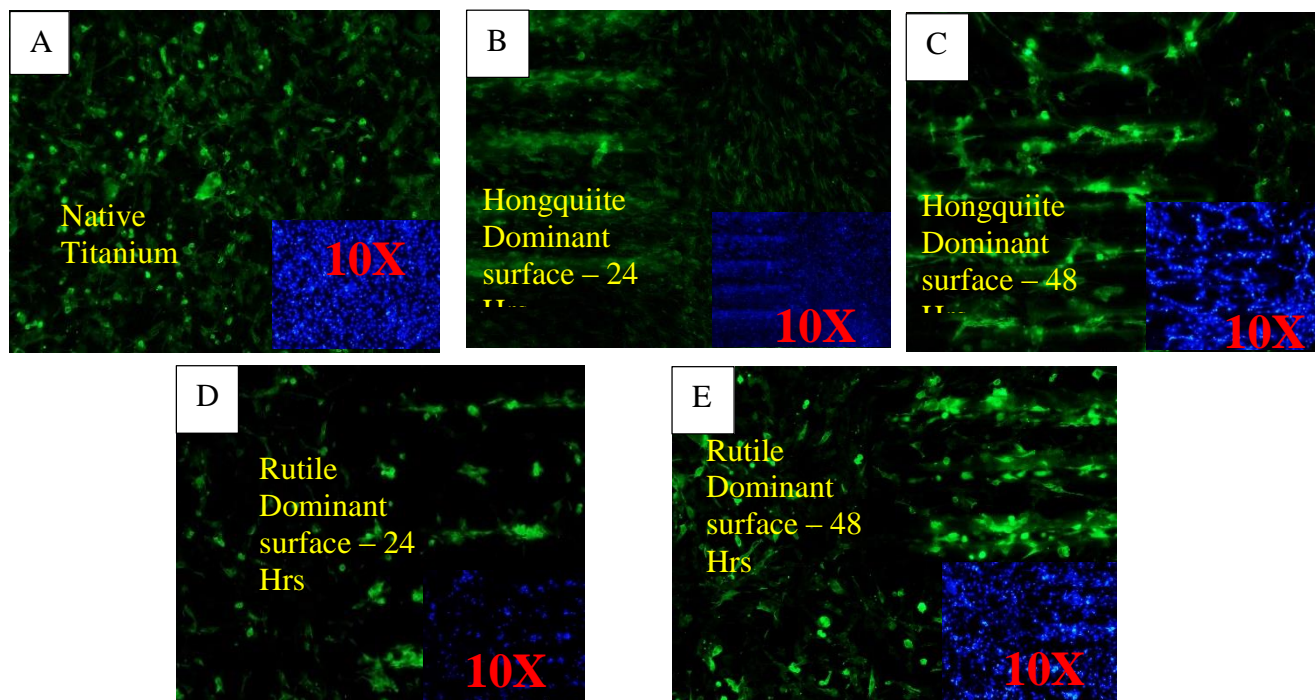 A
Native
Titanium
10X
B
Hongquiite
Dominant
surface – 24
10X
C
Hongquiite
Dominant
surface – 48
10X
D
Rutile
Dominant
surface – 24
Hrs
10X
E
Rutile
Dominant
surface – 48
Hrs
10X